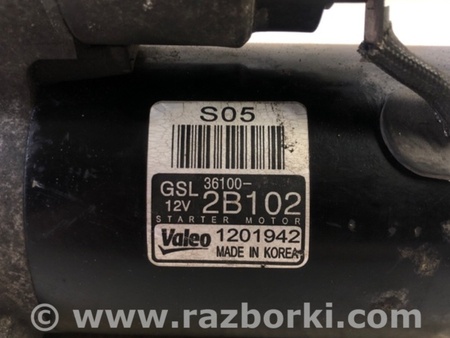 S05
GSL 36100-
12V 2B102
STARTER MOTOR
Valeo 1201942
MADE IN KOREA
www.razborki.com